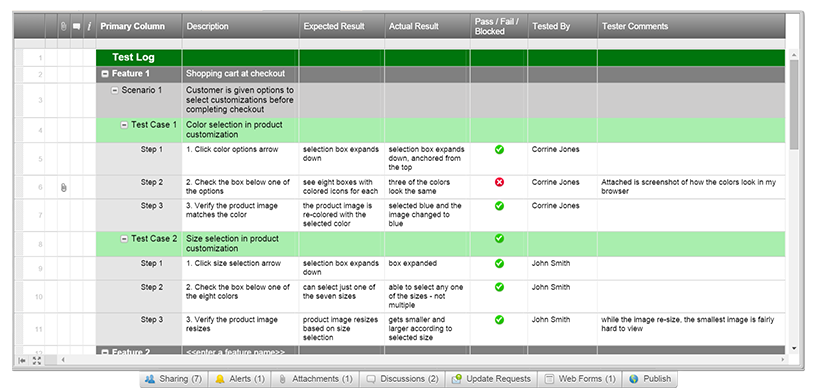 Primary Column Description Expected Result Actual Result Pass / Fail / Blocked Tested By Tester Comments
1 Test Log
2 Feature 1 Shopping cart at checkout
3 Scenario 1 Customer is given options to
select customizations before
completing checkout
4 Test Case 1 Color selection in product
customization
5 Step 1 1. Click color options arrow selection box expands selection box expands Corrine Jones
down down, anchored from
the top
6 Step 2 2. Check the box below one of see eight boxes with three of the colors Corrine Jones Attached is screenshot of how the colors look in my
the options colored icons for each look the same browser
7 Step 3 3. Verify the product image the product image is selected blue and the Corrine Jones
matches the color re-colored with the image changed to
selected color blue
8 Test Case 2 Size selection in product
customization
9 Step 1 1. Click size selection arrow selection box expands box expanded John Smith
down
10 Step 2 2. Check the box below one of can select just one of able to select any one John Smith
the eight colors the seven sizes of the sizes - not
multiple
11 Step 3 3. Verify the product image product image resizes gets smaller and John Smith while the image re-size, the smallest image is fairly
resizes based on size larger according to hard to view
selection selected size
12 Feature 2 <<enter a feature name>>
Sharing (7) Alerts (1) Attachments (1) Discussions (2) Update Requests Web Forms (1) Publish